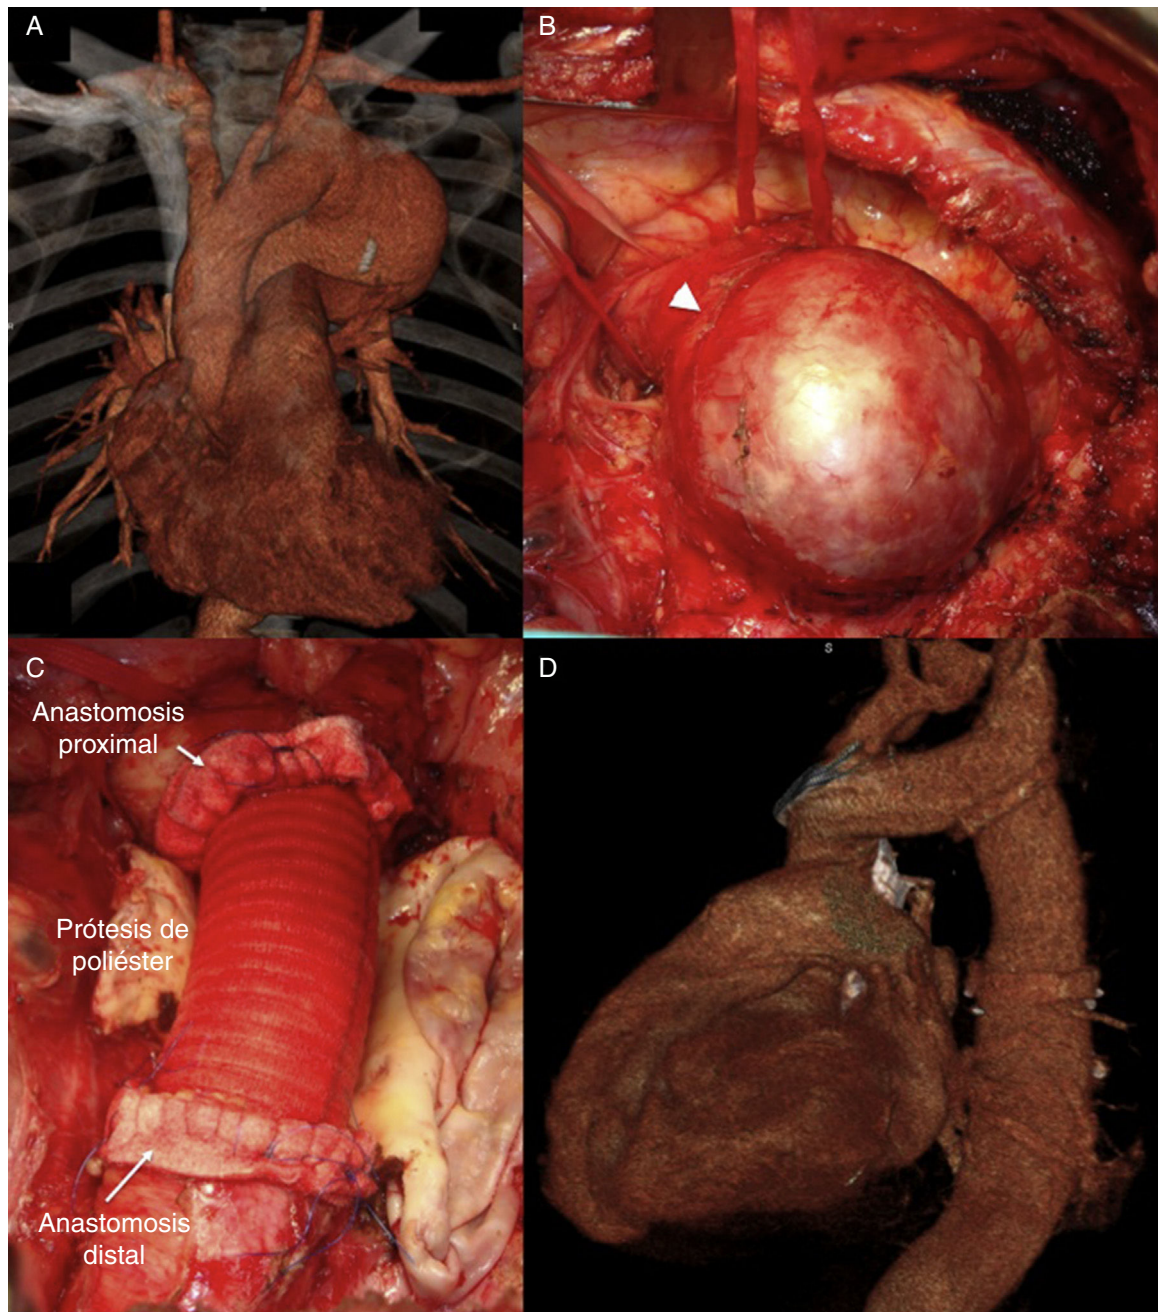 A
B
C
Anastomosis
proximal
Prótesis de
poliéster
Anastomosis
distal
D
S